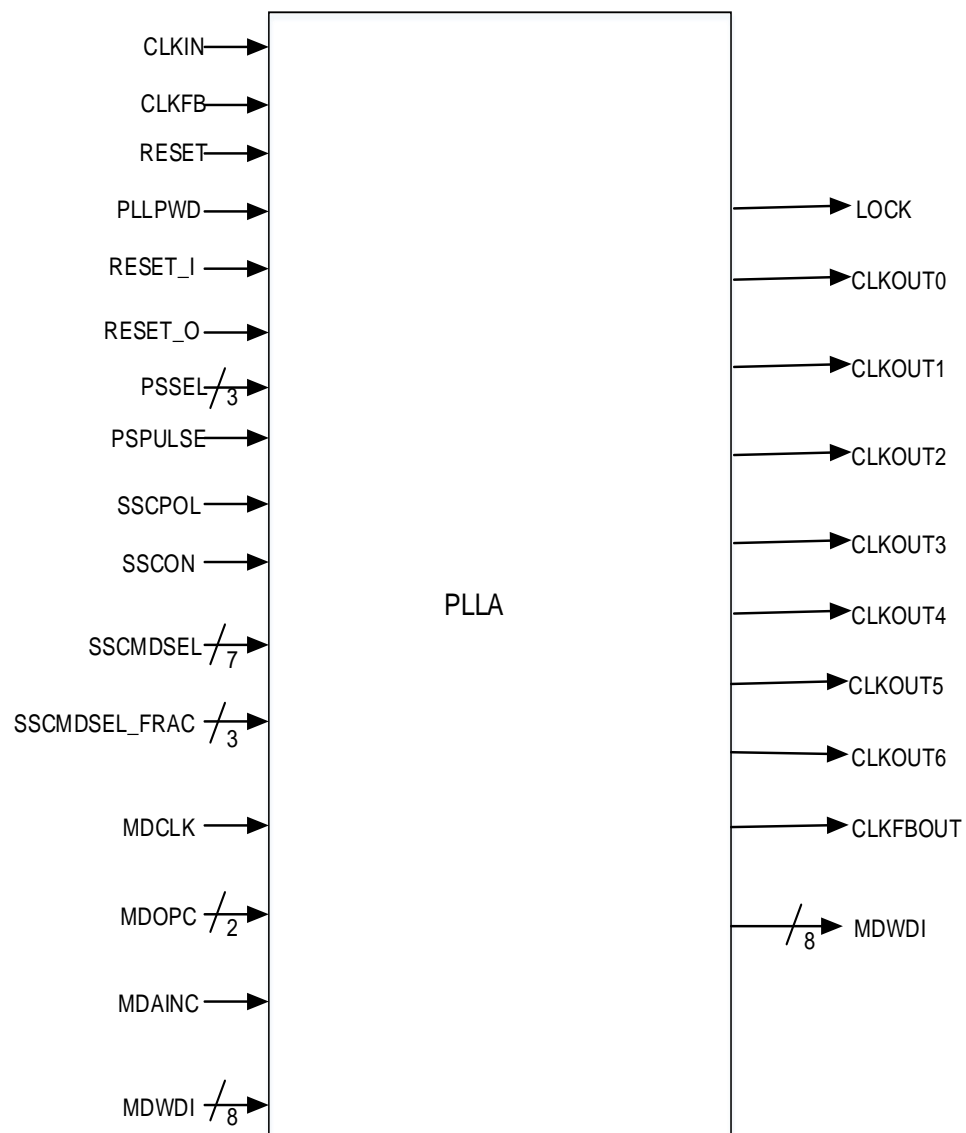 CLKIN
CLKFB
RESET
PLLPWD
RESET_I
RESET_O
PSSEL 3
PSPULSE
SSCPOL
SSCON
SSCMDSEL 7
SSCMDSEL_FRAC 3
MDCLK
MDOPC 2
MDAINC
MDWDI 8
PLLA
LOCK
CLKOUT0
CLKOUT1
CLKOUT2
CLKOUT3
CLKOUT4
CLKOUT5
CLKOUT6
CLKFBOUT
8 MDWDI